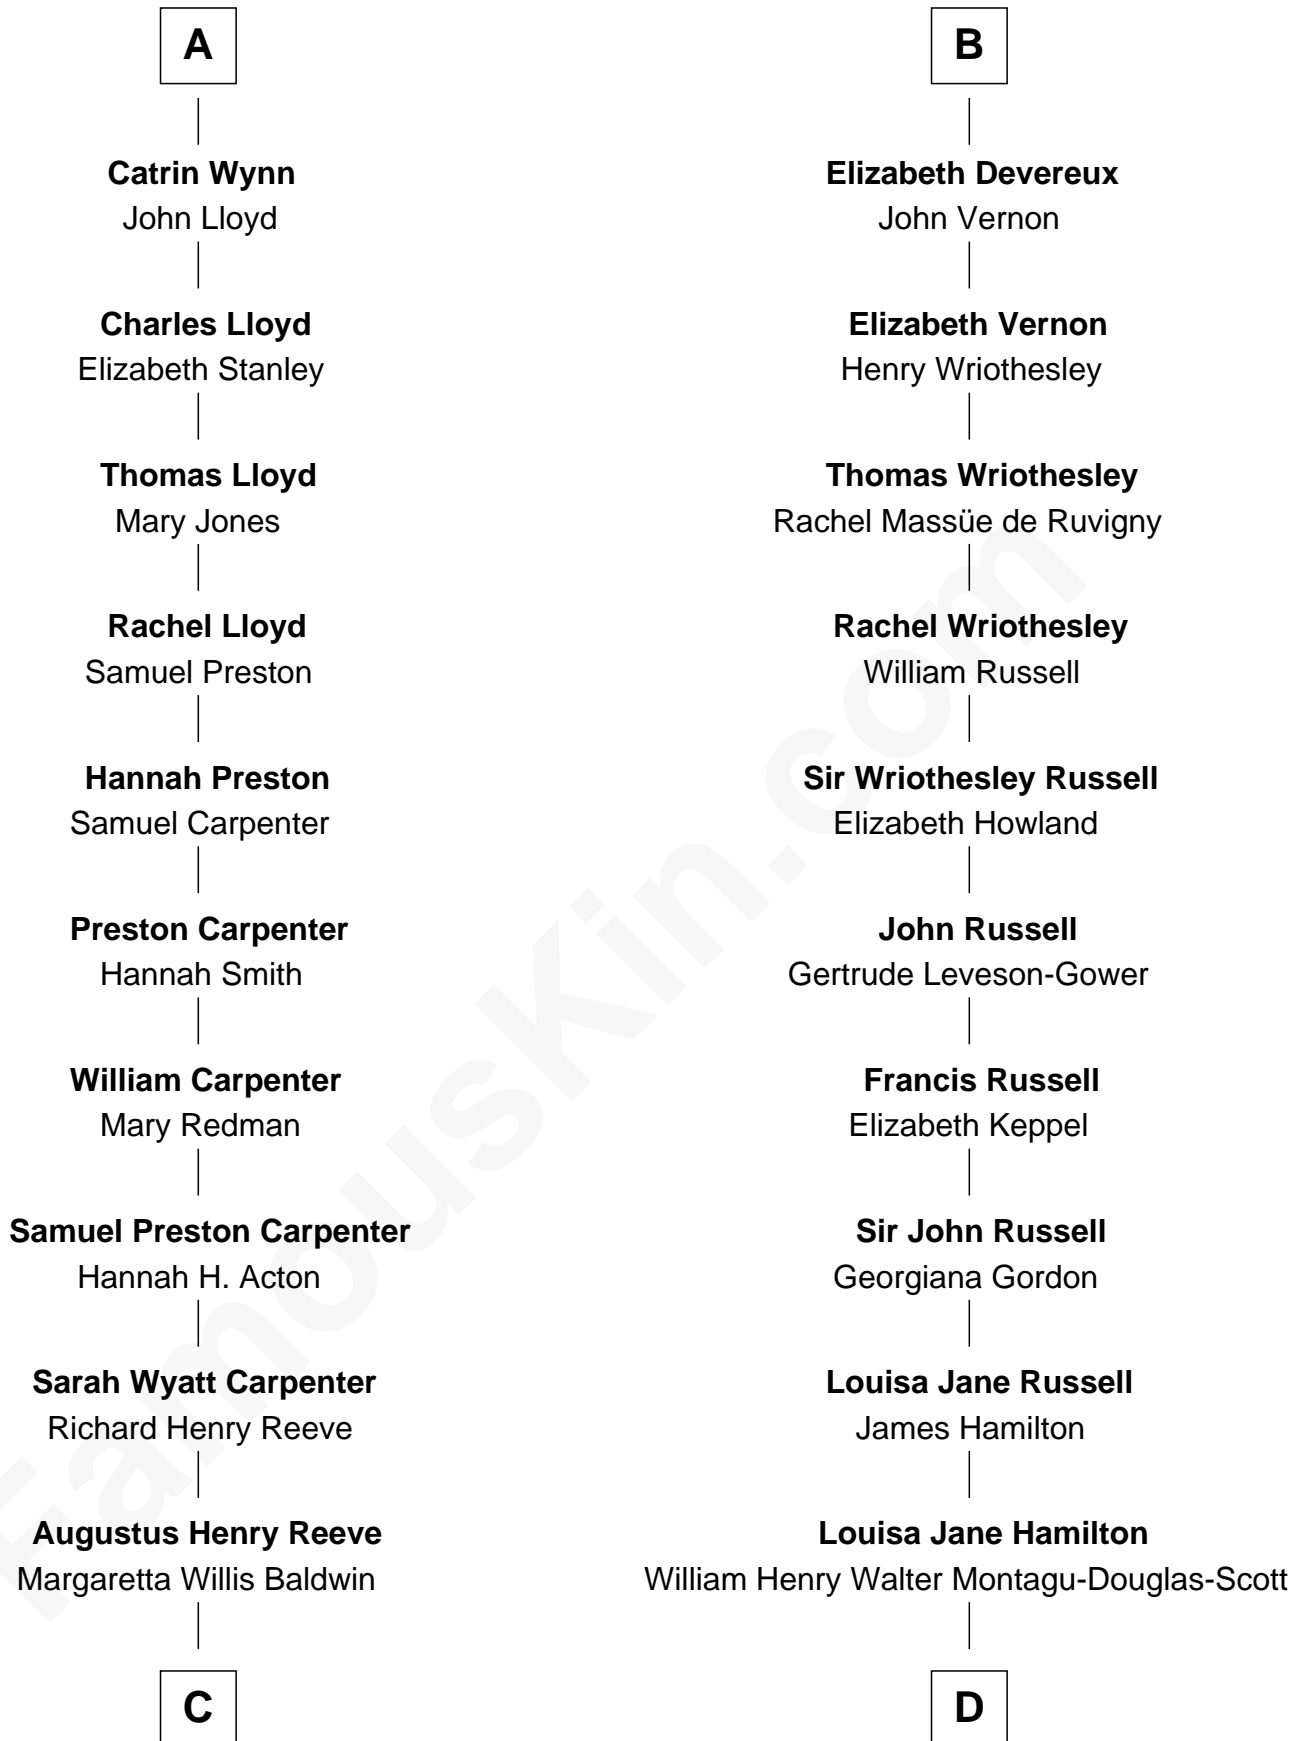 A
Catrin Wynn
John Lloyd
Charles Lloyd
Elizabeth Stanley
Thomas Lloyd
Mary Jones
Rachel Lloyd
Samuel Preston
Hannah Preston
Samuel Carpenter
Preston Carpenter
Hannah Smith
William Carpenter
Mary Redman
Samuel Preston Carpenter
Hannah H. Acton
Sarah Wyatt Carpenter
Richard Henry Reeve
Augustus Henry Reeve
Margaretta Willis Baldwin
C
B
Elizabeth Devereux
John Vernon
Elizabeth Vernon
Henry Wriothesley
Thomas Wriothesley
Rachel Massüe de Ruvigny
Rachel Wriothesley
William Russell
Sir Wriothesley Russell
Elizabeth Howland
John Russell
Gertrude Leveson-Gower
Francis Russell
Elizabeth Keppel
Sir John Russell
Georgiana Gordon
Louisa Jane Russell
James Hamilton
Louisa Jane Hamilton
William Henry Walter Montagu-Douglas-Scott
D
FamousKin.com